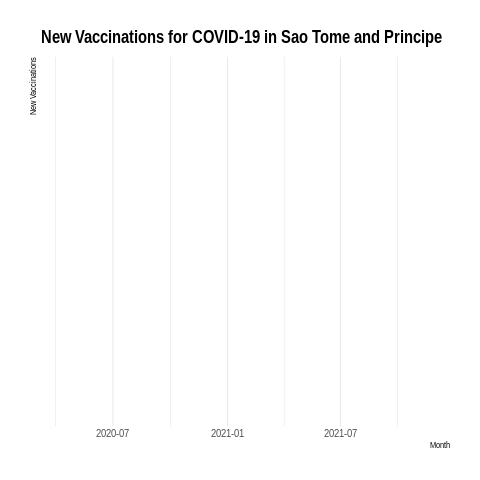 New Vaccinations for COVID-19 in Sao Tome and Principe
New Vaccinations
2020-07
2021-01
2021-07
Month